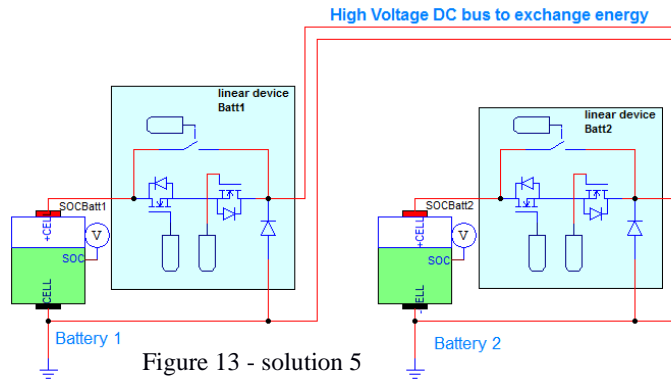 High Voltage DC bus to exchange energy
linear device
Batt1
linear device
Batt2
SOCBatt1
+CELL
V
SOC
-CELL
SOCBatt2
+CELL
V
SOC
-CELL
Battery 1
Battery 2
Figure 13 - solution 5